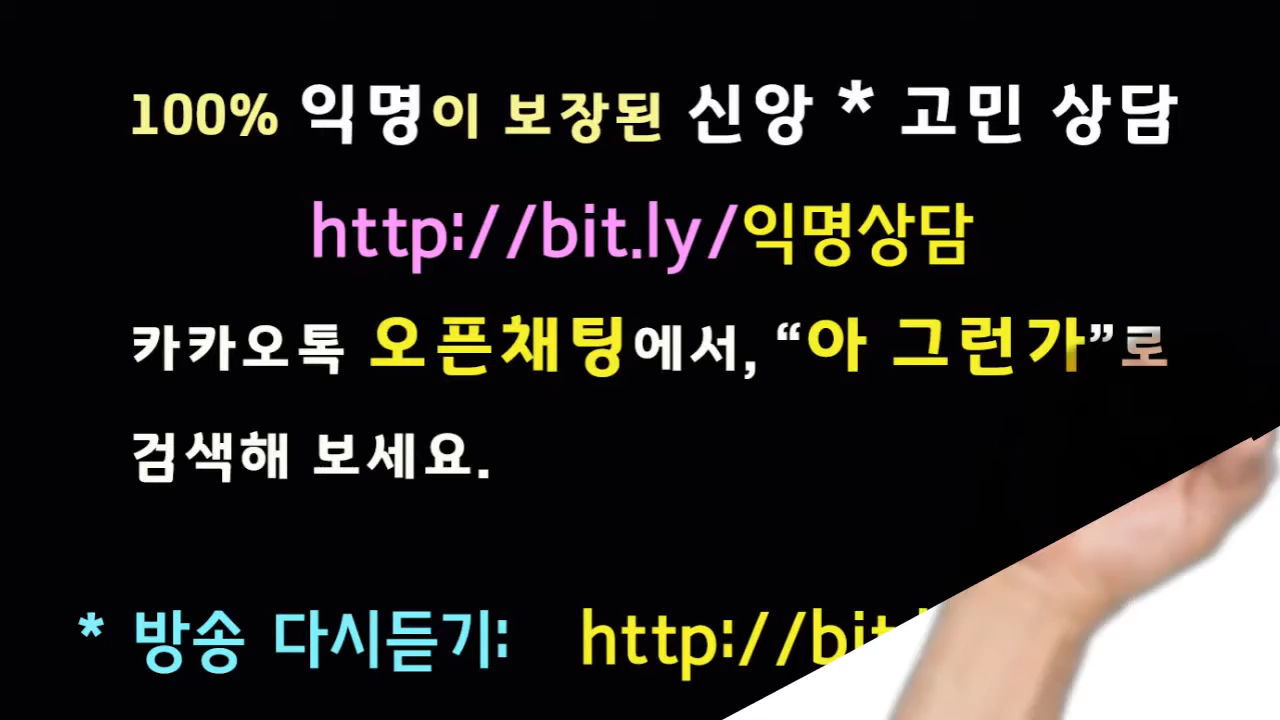 100% 익명이 보장된 신앙 * 고민 상담
http://bit.ly/익명상담
카카오톡 오픈채팅에서, “아 그런가”로
검색해 보세요.
* 방송 다시듣기: http://bit.